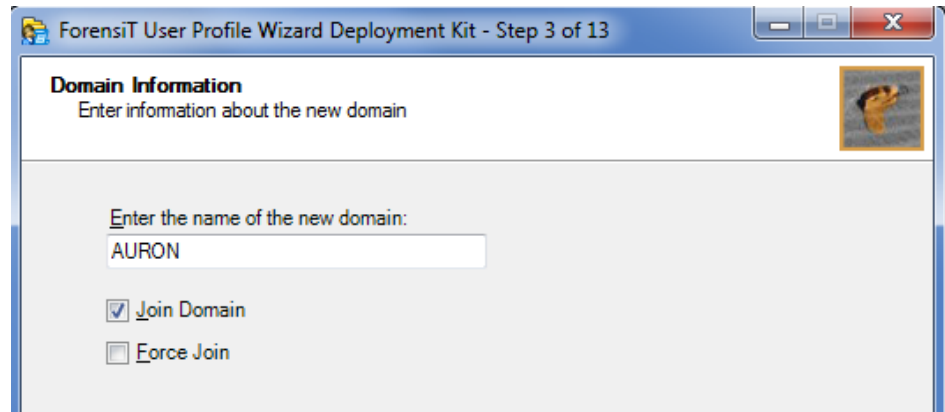 ForensiT User Profile Wizard Deployment Kit - Step 3 of 13
Domain Information
Enter information about the new domain
Enter the name of the new domain:
AURON
Join Domain
Force Join